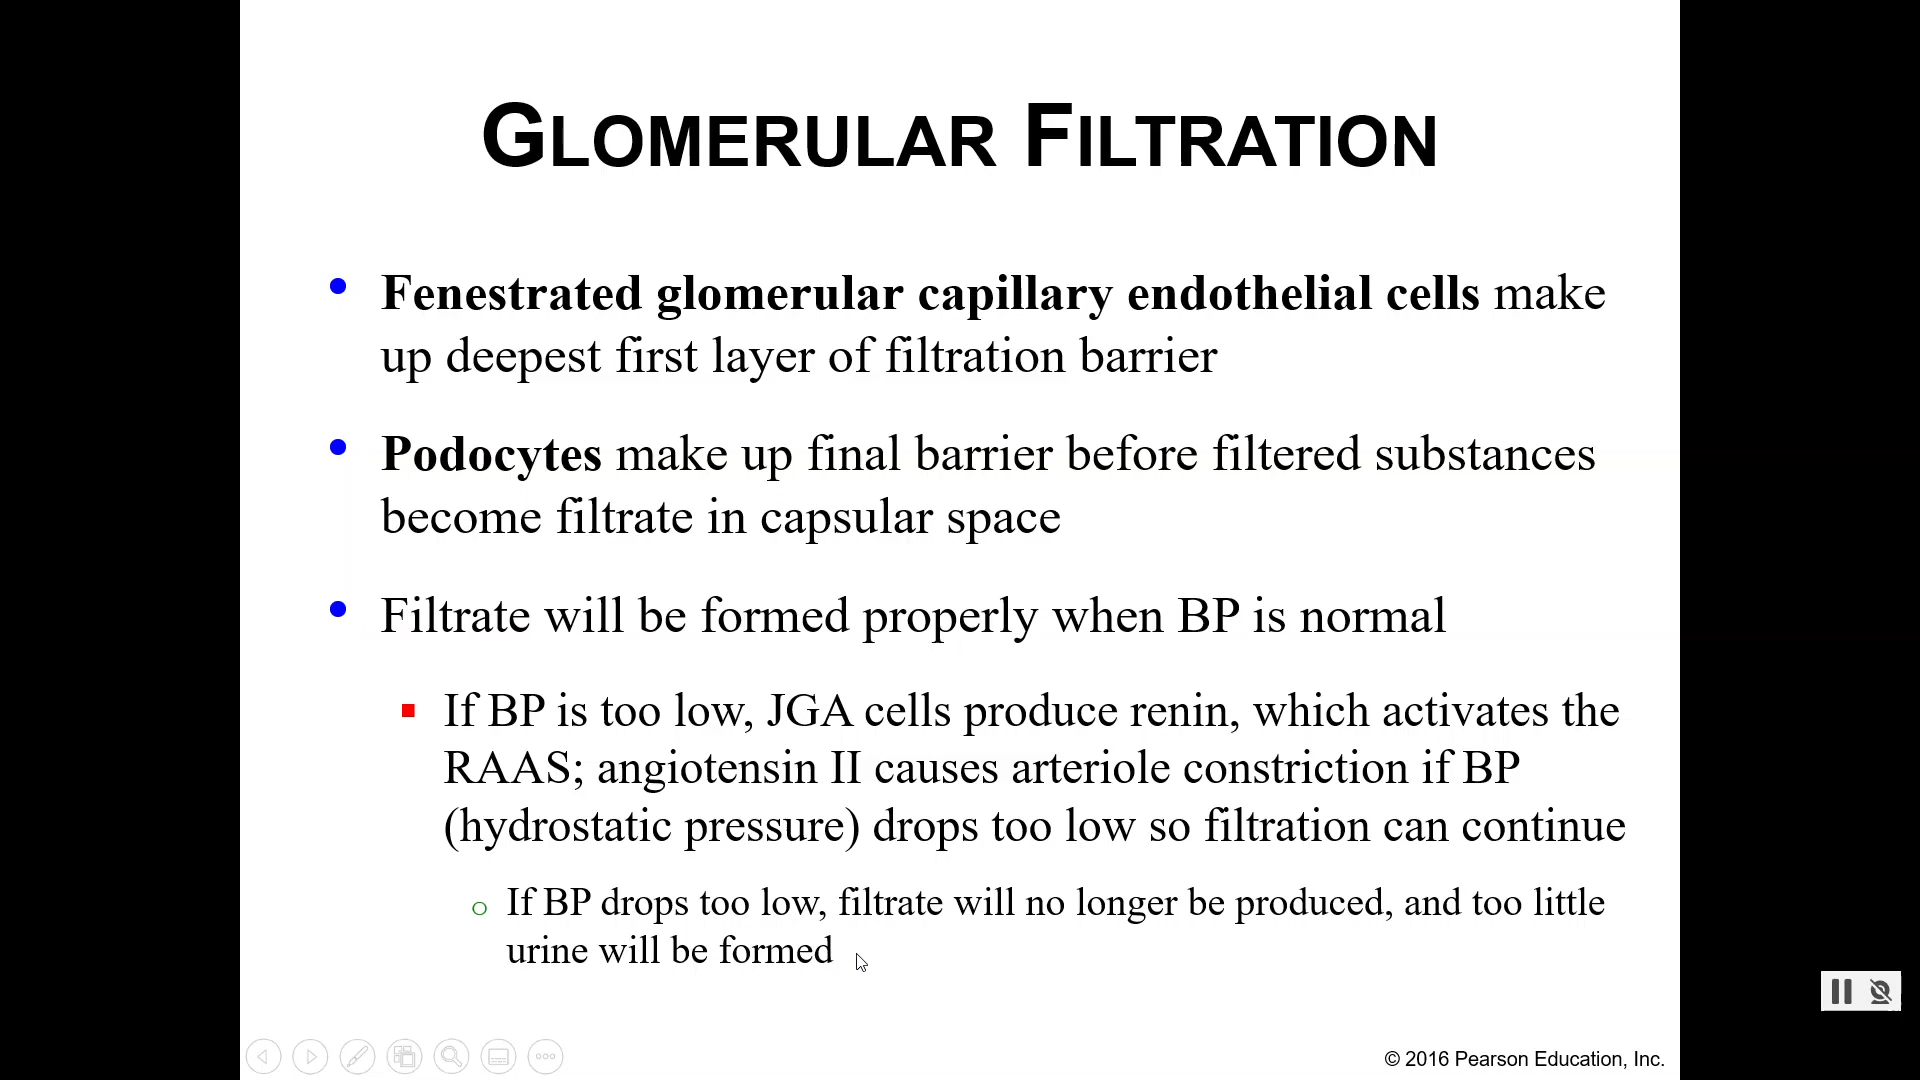 GLOMERULAR FILTRATION
• Fenestrated glomerular capillary endothelial cells make
up deepest first layer of filtration barrier
• Podocytes make up final barrier before filtered substances
become filtrate in capsular space
• Filtrate will be formed properly when BP is normal
▪ If BP is too low, JGA cells produce renin, which activates the
RAAS; angiotensin II causes arteriole constriction if BP
(hydrostatic pressure) drops too low so filtration can continue
o If BP drops too low, filtrate will no longer be produced, and too little
urine will be formed
© 2016 Pearson Education, Inc.